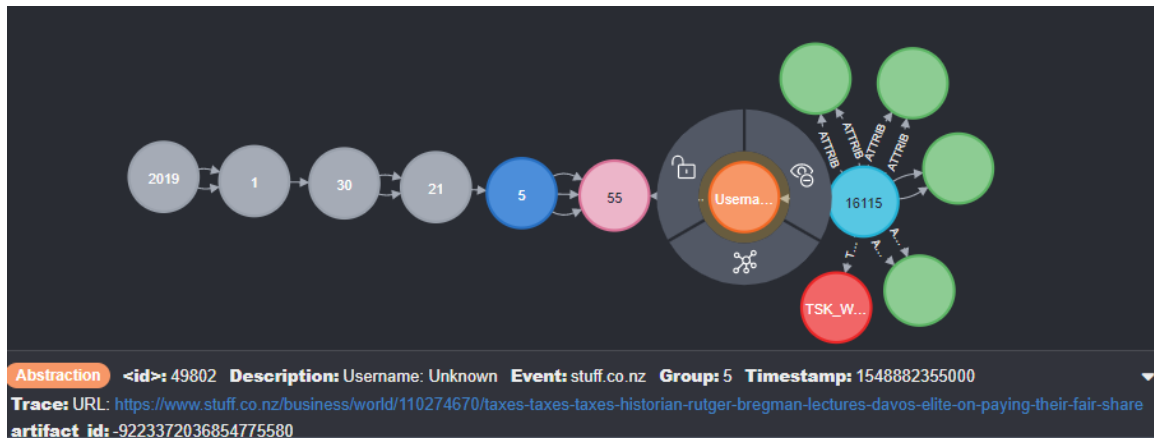 ATTRIB
ATTRIB
ATTRIB
ATTRIB
2019
1
30
21
5
55
Userna...
16115
A...
A...
T...
TSK_W...
Abstraction <id>: 49802 Description: Username: Unknown Event: stuff.co.nz Group: 5 Timestamp: 1548882355000
Trace: URL: https://www.stuff.co.nz/business/world/110274670/taxes-taxes-taxes-historian-rutger-bregman-lectures-davos-elite-on-paying-their-fair-share
artifact_id: -9223372036854775580